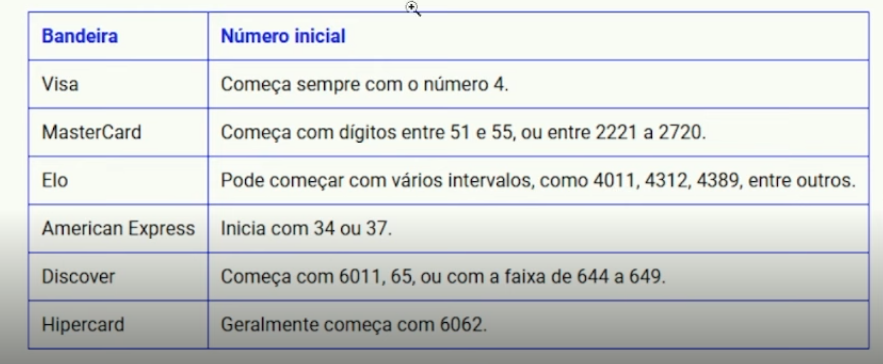 Bandeira Número inicial
Visa Começa sempre com o número 4.
MasterCard Começa com dígitos entre 51 e 55, ou entre 2221 a 2720.
Elo Pode começar com vários intervalos, como 4011, 4312, 4389, entre outros.
American Express Inicia com 34 ou 37.
Discover Começa com 6011, 65, ou com a faixa de 644 a 649.
Hipercard Geralmente começa com 6062.